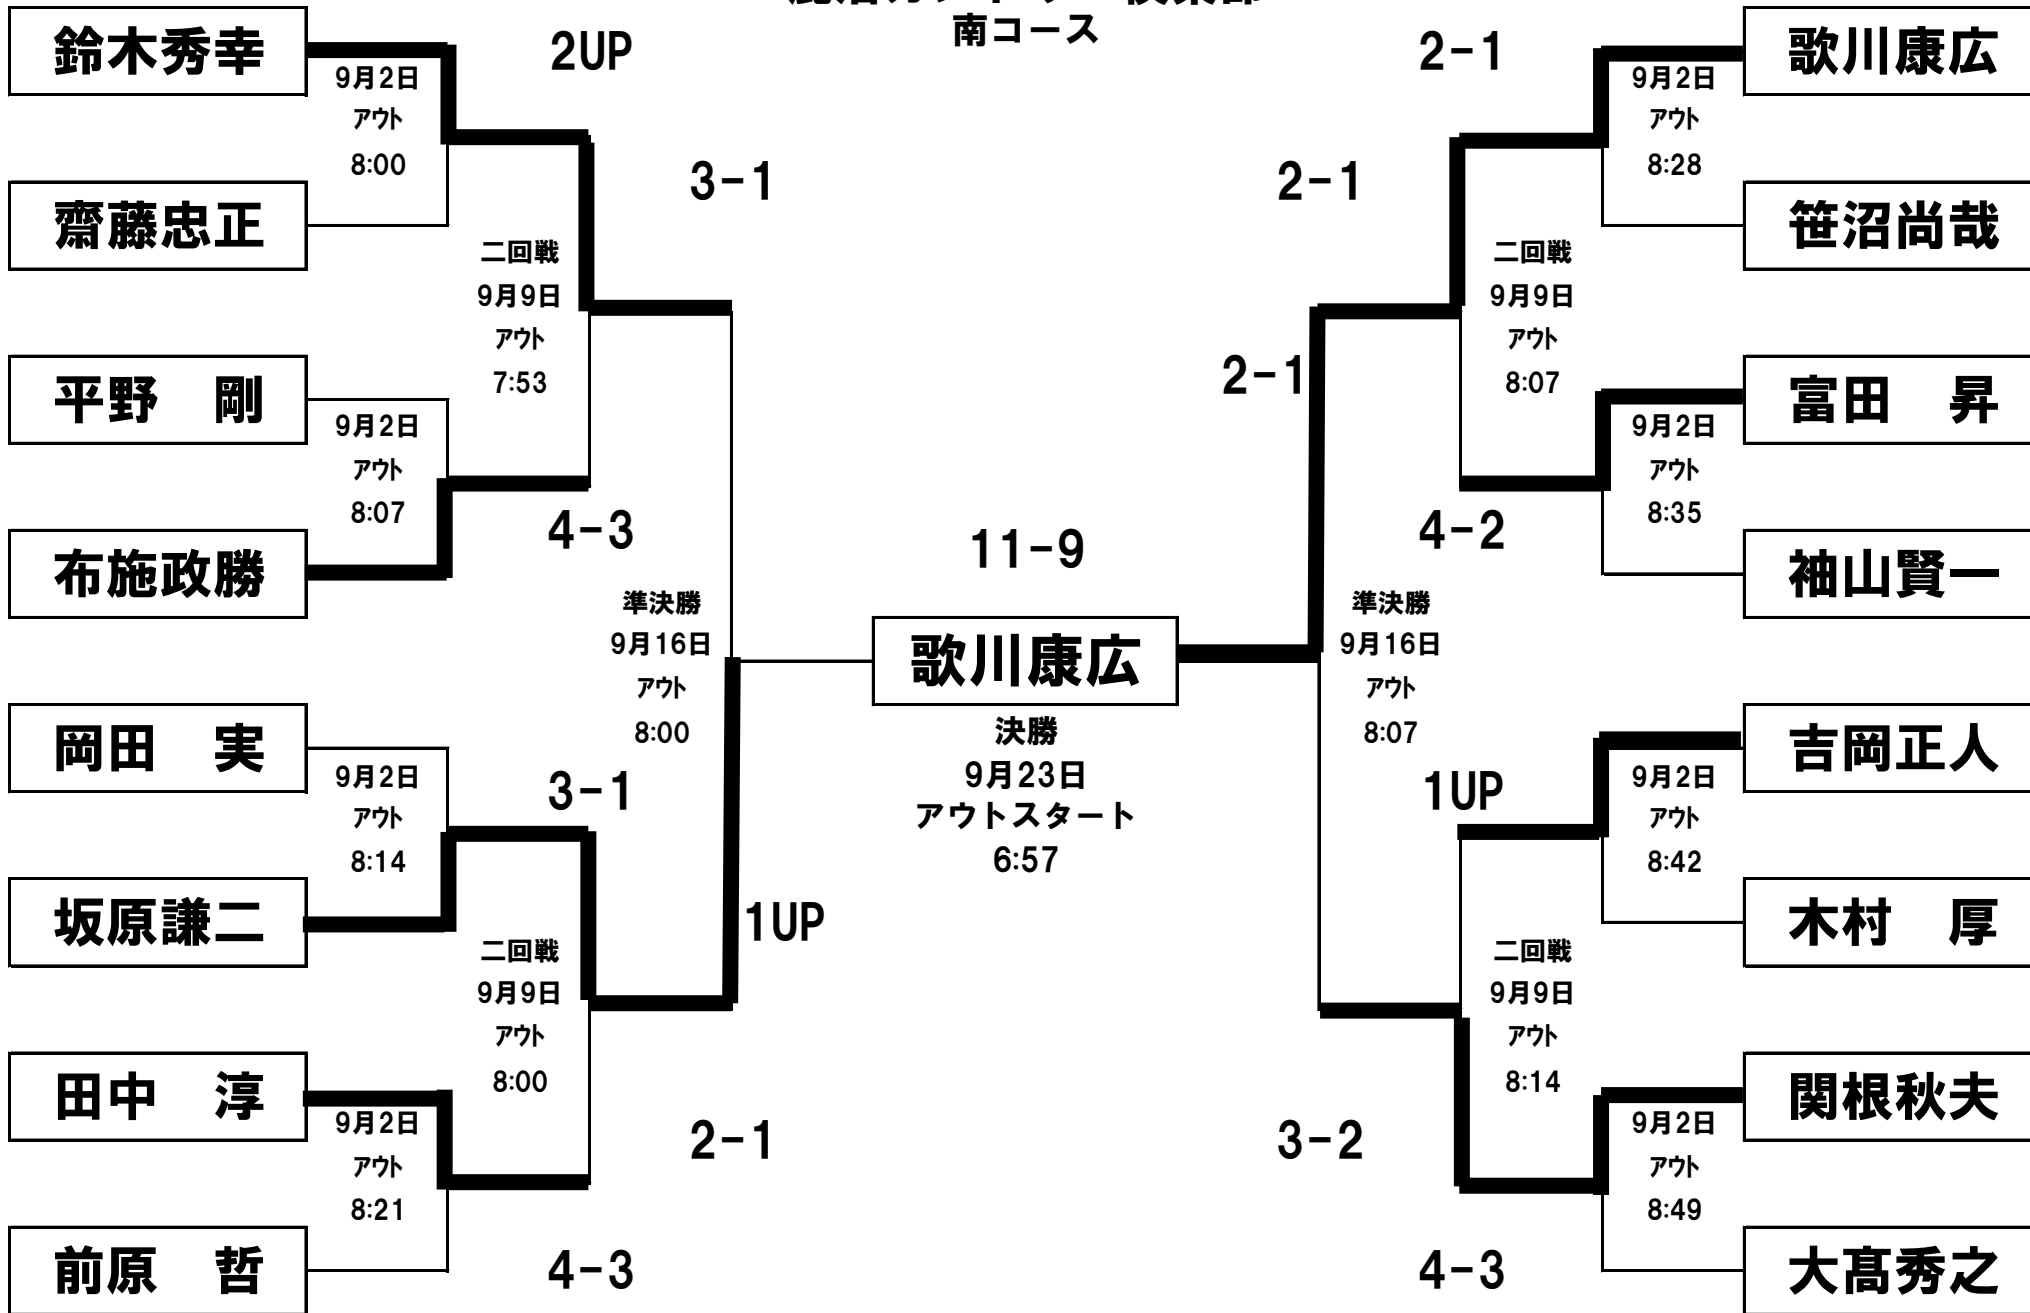 南コース
鈴木秀幸
9月2日
アウト
8:00
2UP
齋藤忠正
3-1
二回戦
9月9日
アウト
7:53
平野　剛
9月2日
アウト
8:07
布施政勝
4-3
準決勝
9月16日
アウト
8:00
岡田　実
9月2日
アウト
8:14
3-1
坂原謙二
1UP
二回戦
9月9日
アウト
8:00
田中　淳
9月2日
アウト
8:21
2-1
前原　哲
4-3
11-9
歌川康広
決勝
9月23日
アウトスタート
6:57
2-1
歌川康広
9月2日
アウト
8:28
2-1
笹沼尚哉
二回戦
9月9日
アウト
8:07
2-1
富田　昇
9月2日
アウト
8:35
4-2
袖山賢一
準決勝
9月16日
アウト
8:07
吉岡正人
9月2日
アウト
8:42
1UP
木村　厚
二回戦
9月9日
アウト
8:14
関根秋夫
9月2日
アウト
8:49
3-2
4-3
大髙秀之